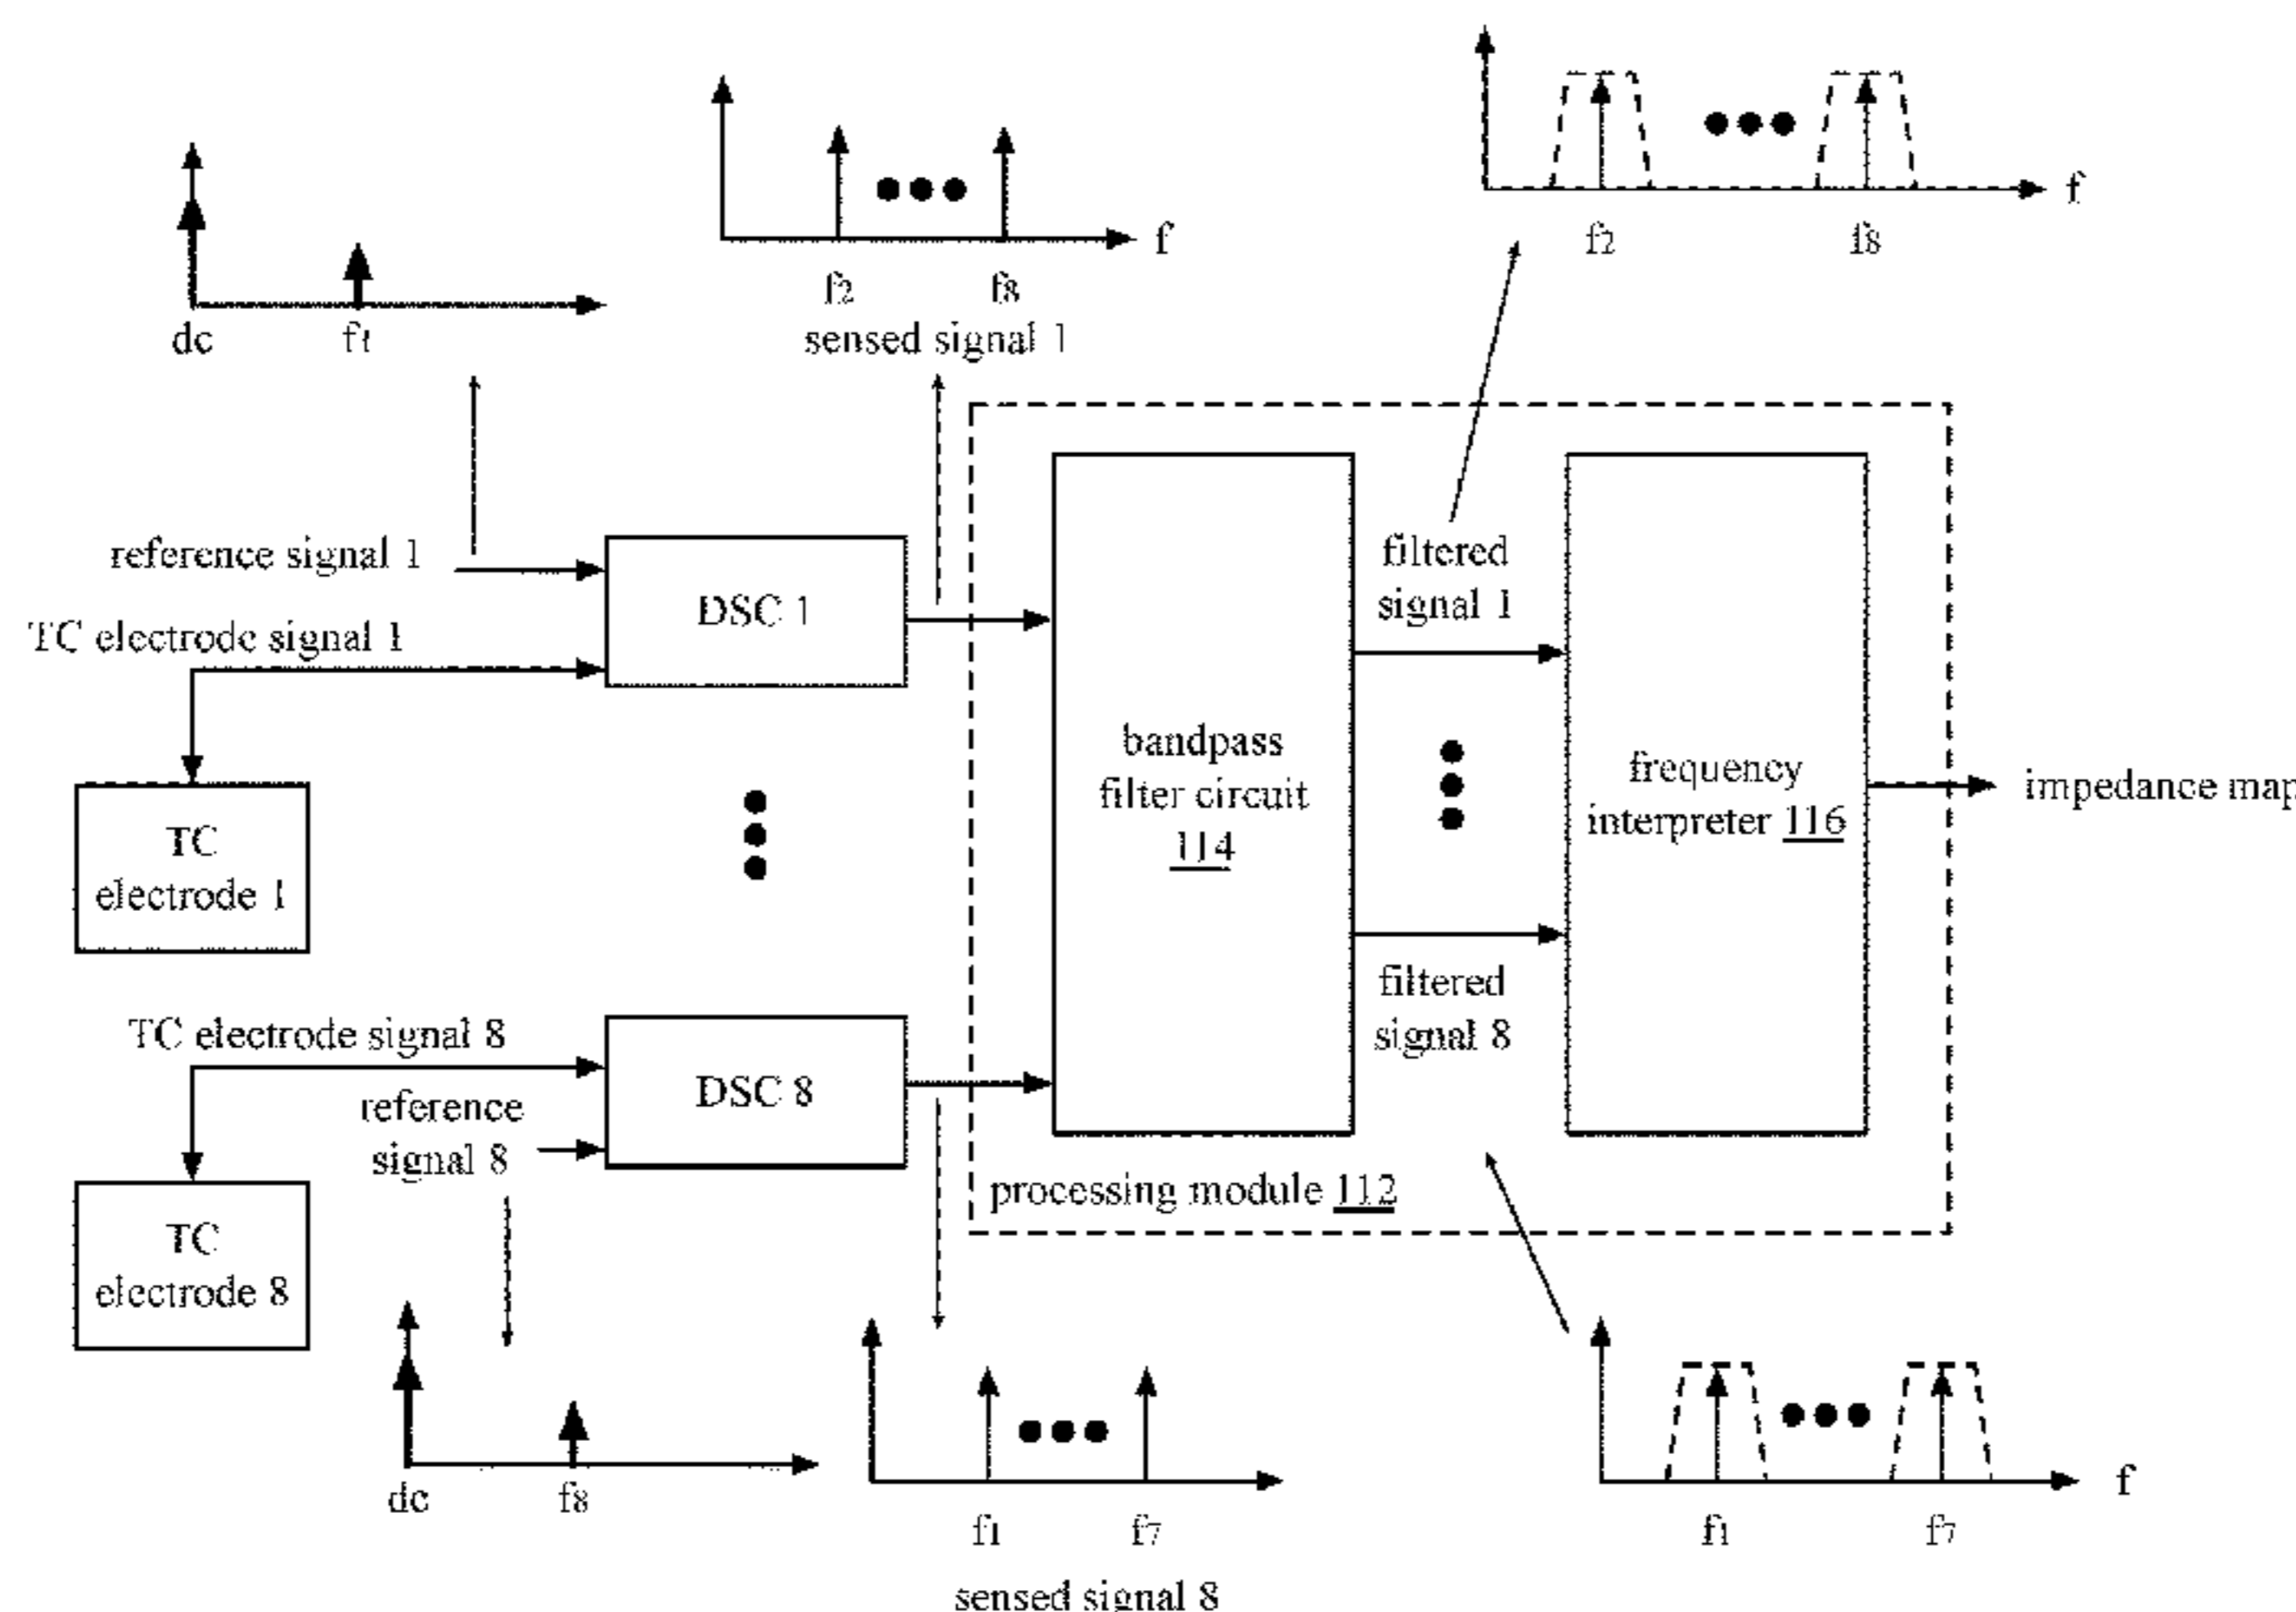 f
f2
f8
f
f2
f8
sensed signal 1
dc
f1
reference signal 1
TC electrode signal 1
DSC 1
filtered
signal 1
TC
electrode 1
bandpass
filter circuit
114
frequency
interpreter 116
impedance map
TC electrode signal 8
reference
signal 8
DSC 8
filtered
signal 8
processing module 112
TC
electrode 8
dc
f8
f1
f7
sensed signal 8
f
f1
f7